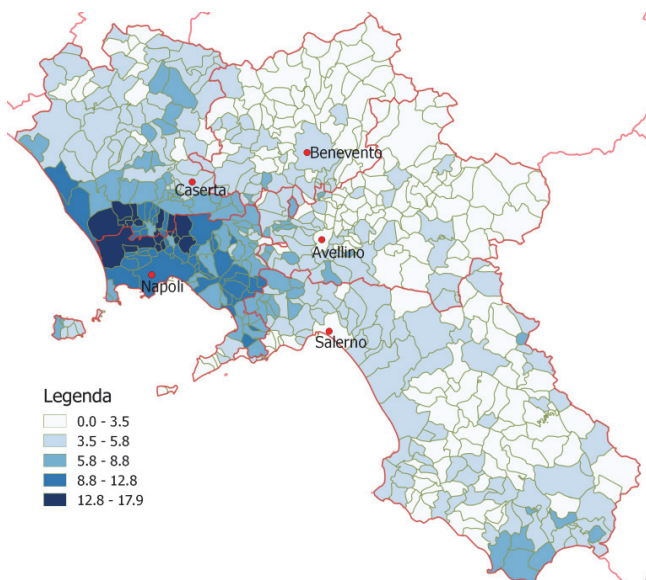 Benevento
Caserta
Avellino
Napoli
Salerno
Legenda
0.0 - 3.5
3.5 - 5.8
5.8 - 8.8
8.8 - 12.8
12.8 - 17.9